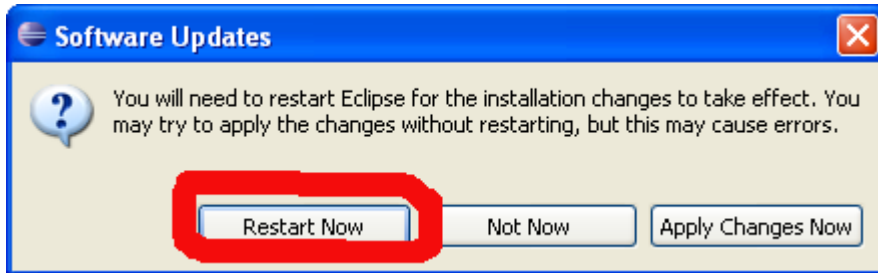 Software Updates
You will need to restart Eclipse for the installation changes to take effect. You
may try to apply the changes without restarting, but this may cause errors.
Restart Now Not Now Apply Changes Now